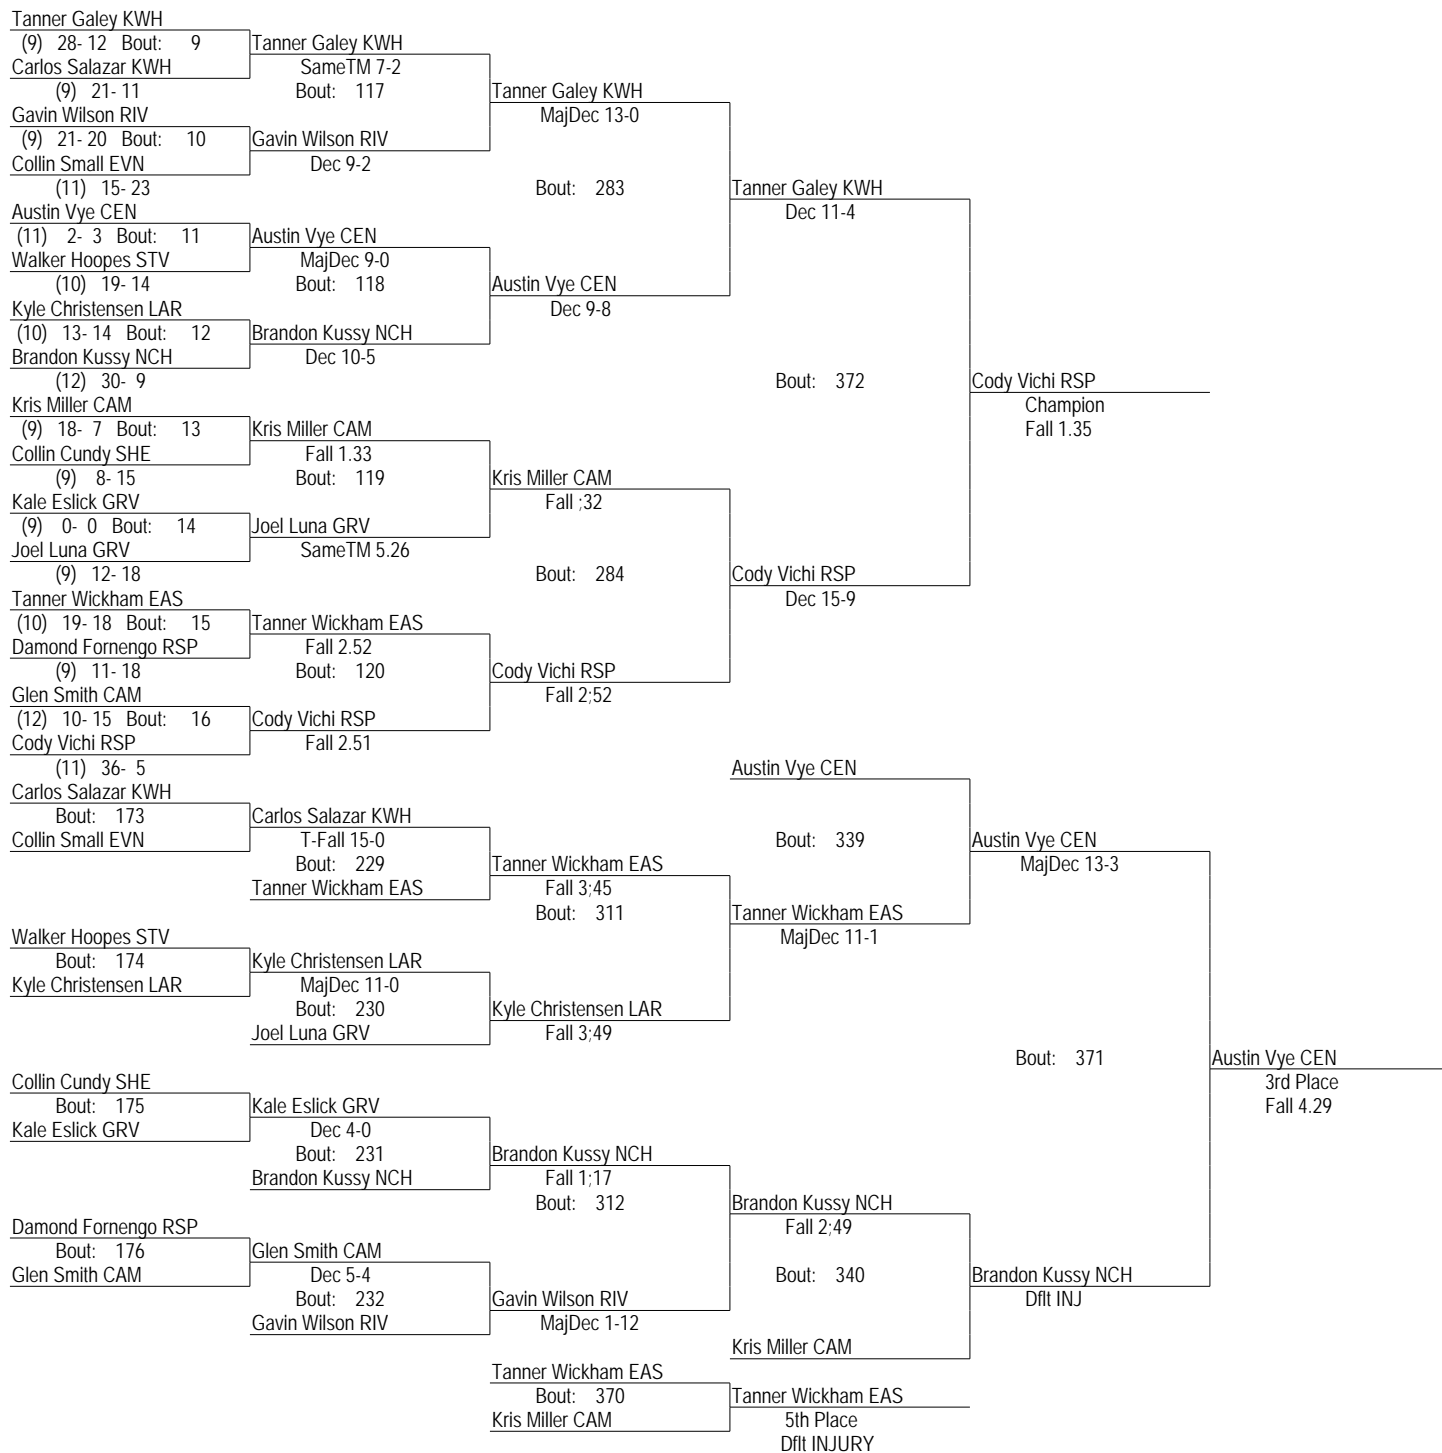 Tanner Galey KWH
(9) 28- 12 Bout: 9 Tanner Galey KWH
Carlos Salazar KWH SameTM 7-2
(9) 21- 11 Bout: 117 Tanner Galey KWH
Gavin Wilson RIV MajDec 13-0
(9) 21- 20 Bout: 10 Gavin Wilson RIV
Collin Small EVN Dec 9-2
(11) 15- 23 Bout: 283 Tanner Galey KWH
Austin Vye CEN Dec 11-4
(11) 2- 3 Bout: 11 Austin Vye CEN
Walker Hoopes STV MajDec 9-0
(10) 19- 14 Bout: 118 Austin Vye CEN
Kyle Christensen LAR Dec 9-8
(10) 13- 14 Bout: 12 Brandon Kussy NCH
Brandon Kussy NCH Dec 10-5
(12) 30- 9 Bout: 372 Cody Vichi RSP
Kris Miller CAM Champion
(9) 18- 7 Bout: 13 Kris Miller CAM Fall 1.35
Collin Cundy SHE Fall 1.33
(9) 8- 15 Bout: 119 Kris Miller CAM
Kale Eslick GRV Fall ;32
(9) 0- 0 Bout: 14 Joel Luna GRV
Joel Luna GRV SameTM 5.26
(9) 12- 18 Bout: 284 Cody Vichi RSP
Tanner Wickham EAS Dec 15-9
(10) 19- 18 Bout: 15 Tanner Wickham EAS
Damond Fornengo RSP Fall 2.52
(9) 11- 18 Bout: 120 Cody Vichi RSP
Glen Smith CAM Fall 2;52
(12) 10- 15 Bout: 16 Cody Vichi RSP
Cody Vichi RSP Fall 2.51
(11) 36- 5 Austin Vye CEN
Carlos Salazar KWH
Bout: 173 Carlos Salazar KWH
Collin Small EVN T-Fall 15-0 Bout: 339 Austin Vye CEN
Bout: 229 Tanner Wickham EAS MajDec 13-3
Tanner Wickham EAS Fall 3;45
Bout: 311 Tanner Wickham EAS
Walker Hoopes STV MajDec 11-1
Bout: 174 Kyle Christensen LAR
Kyle Christensen LAR MajDec 11-0
Bout: 230 Kyle Christensen LAR
Joel Luna GRV Fall 3;49
Bout: 371 Austin Vye CEN
Collin Cundy SHE 3rd Place
Bout: 175 Kale Eslick GRV Fall 4.29
Kale Eslick GRV Dec 4-0
Bout: 231 Brandon Kussy NCH
Brandon Kussy NCH Fall 1;17
Bout: 312 Brandon Kussy NCH
Damond Fornengo RSP Fall 2;49
Bout: 176 Glen Smith CAM
Glen Smith CAM Dec 5-4 Bout: 340 Brandon Kussy NCH
Bout: 232 Gavin Wilson RIV Dflt INJ
Gavin Wilson RIV MajDec 1-12
Kris Miller CAM
Tanner Wickham EAS
Bout: 370 Tanner Wickham EAS
Kris Miller CAM 5th Place
Dflt INJURY